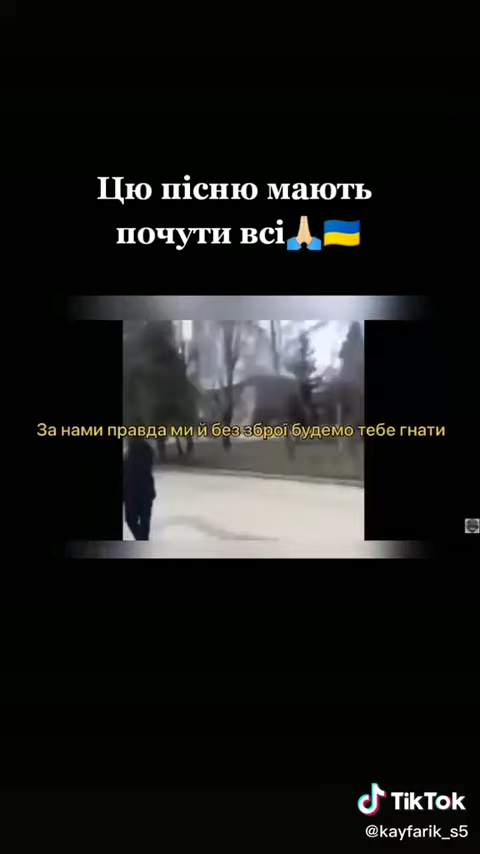 Цю пісню мають
почути всі🙏🏼🇺🇦
За нами правда ми й без зброї будемо тебе гнати
TikTok
@kayfarik_s5